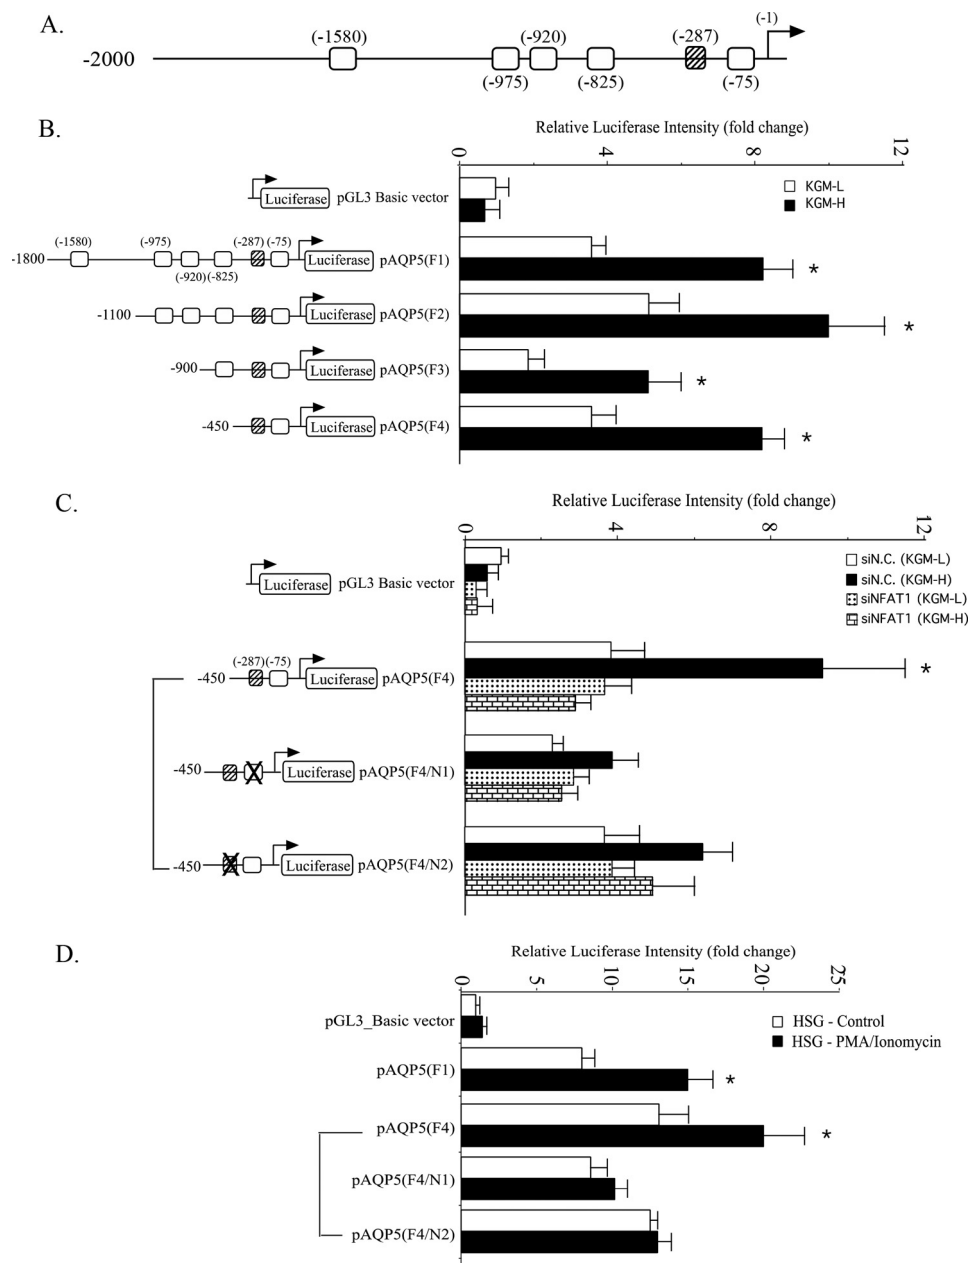 A.
(-1)
(-1580) (-920) (-287)
-2000
(-975) (-825) (-75)
B.
Relative Luciferase Intensity (fold change)
0 4 8 12
KGM-L
KGM-H
Luciferase pGL3 Basic vector
(-1580) (-975) (-287) (-75)
-1800 Luciferase pAQP5(F1) *
(-920) (-825)
-1100 Luciferase pAQP5(F2) *
-900 Luciferase pAQP5(F3) *
-450 Luciferase pAQP5(F4) *
C.
Relative Luciferase Intensity (fold change)
0 4 8 12
siN.C. (KGM-L)
siN.C. (KGM-H)
siNFAT1 (KGM-L)
siNFAT1 (KGM-H)
Luciferase pGL3 Basic vector
(-287) (-75)
-450 Luciferase pAQP5(F4) *
-450 X Luciferase pAQP5(F4/N1)
-450 X Luciferase pAQP5(F4/N2)
D.
Relative Luciferase Intensity (fold change)
0 5 10 15 20 25
HSG - Control
HSG - PMA/Ionomycin
pGL3_Basic vector
pAQP5(F1) *
pAQP5(F4) *
pAQP5(F4/N1)
pAQP5(F4/N2)